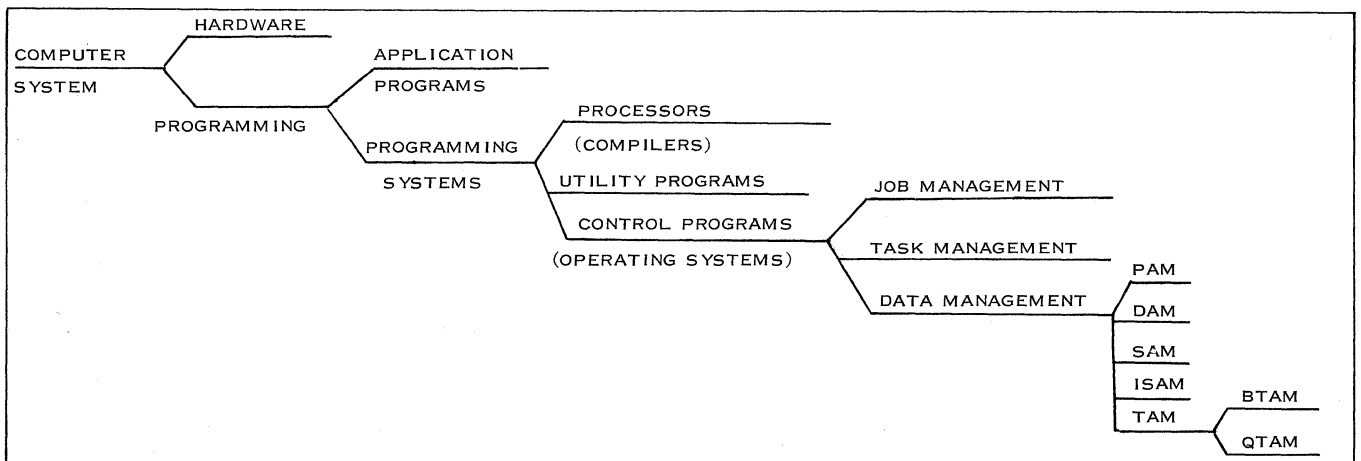 HARDWARE
COMPUTER
SYSTEM
APPLICATION
PROGRAMS
PROGRAMMING
PROCESSORS
(COMPILERS)
PROGRAMMING
SYSTEMS
UTILITY PROGRAMS
JOB MANAGEMENT
CONTROL PROGRAMS
(OPERATING SYSTEMS)
TASK MANAGEMENT
DATA MANAGEMENT
PAM
DAM
SAM
ISAM
TAM
BTAM
QTAM